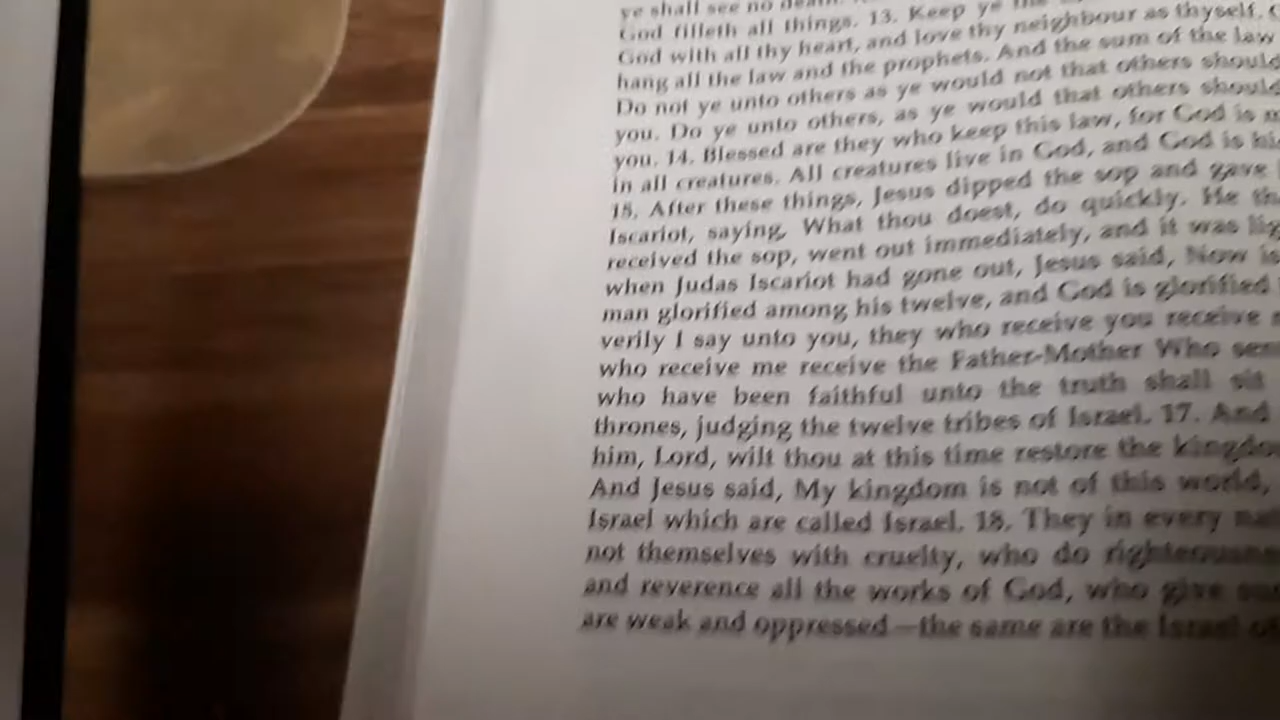 ye shall see no death.
God filleth all things. 13. Keep ye the
God with all thy heart, and love thy neighbour as thyself.
hang all the law and the prophets. And the sum of the law
Do not ye unto others as ye would not that others should
you. Do ye unto others, as ye would that others should
you. 14. Blessed are they who keep this law, for God is
in all creatures. All creatures live in God, and God is
15. After these things, Jesus dipped the sop and gave
Iscariot, saying, What thou doest, do quickly. He
received the sop, went out immediately, and it was
when Judas Iscariot had gone out, Jesus said, Now is
man glorified among his twelve, and God is glorified
verily I say unto you, they who receive you receive
who receive me receive the Father-Mother Who
who have been faithful unto the truth shall sit
thrones, judging the twelve tribes of Israel. 17. And
him, Lord, wilt thou at this time restore the
And Jesus said, My kingdom is not of this world,
Israel which are called Israel. 18. They in every
not themselves with cruelty, who do
and reverence all the works of God, who give
are weak and oppressed—the same are the Israel